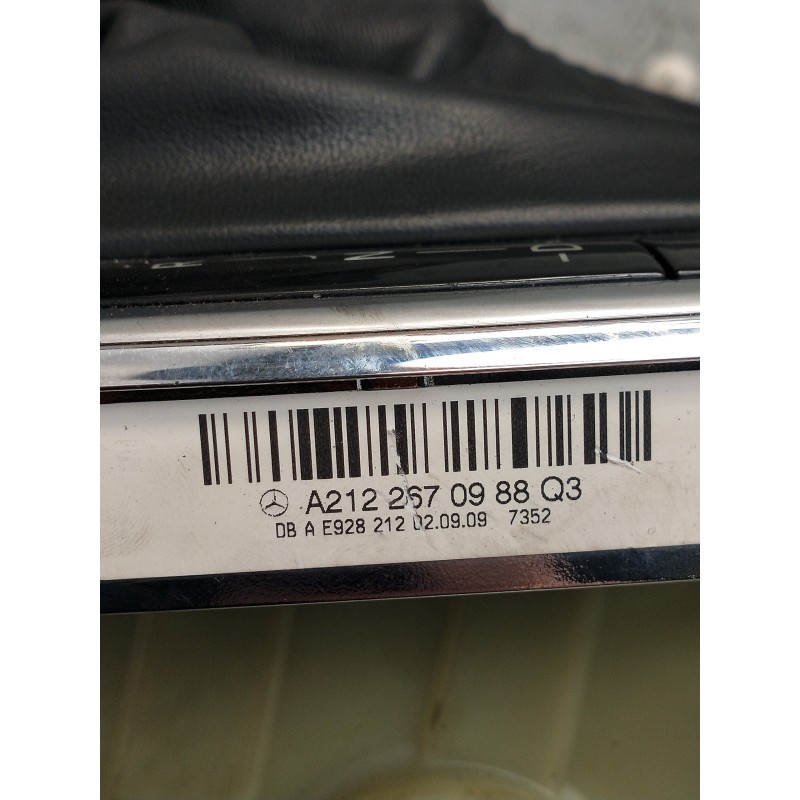 R N D
A212 267 09 88 Q3
DB A E928 212 02.09.09 7352